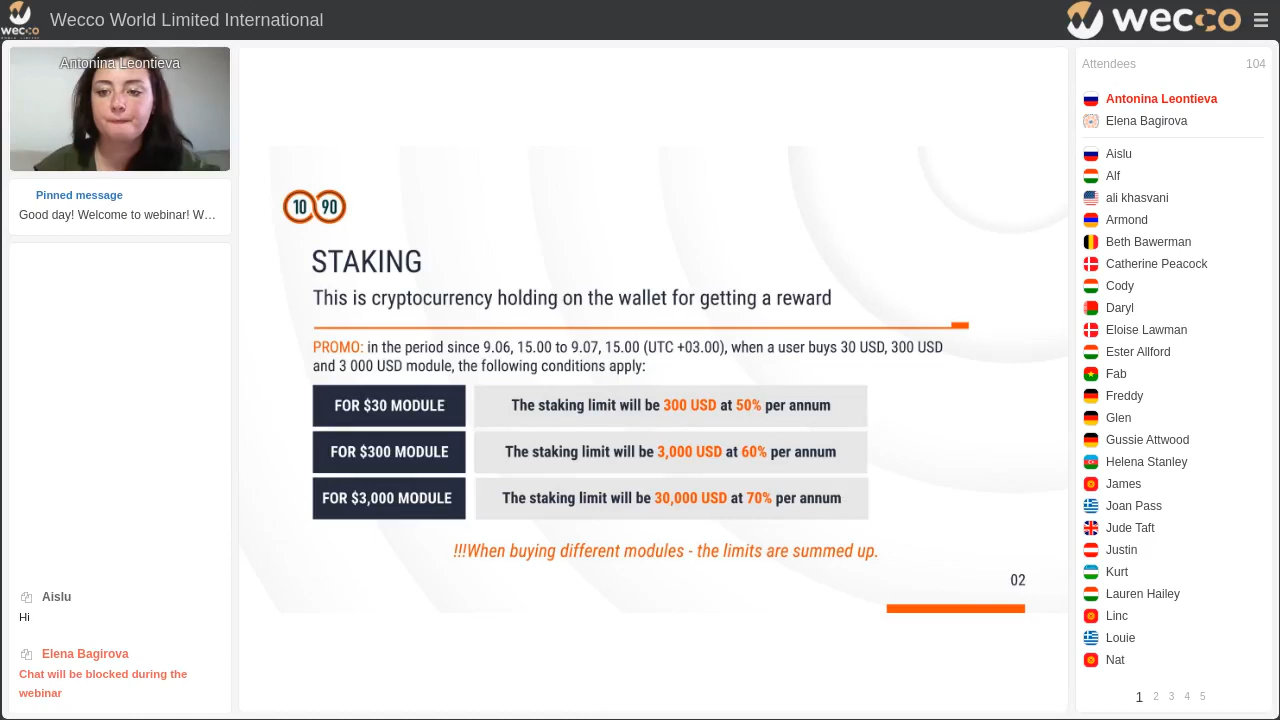 wecco
Wecco World Limited International
wecco
Antonina Leontieva
Pinned message
Good day! Welcome to webinar! W…
Aislu
Hi
Elena Bagirova
Chat will be blocked during the
webinar
10 90
STAKING
This is cryptocurrency holding on the wallet for getting a reward
PROMO: in the period since 9.06, 15.00 to 9.07, 15.00 (UTC +03.00), when a user buys 30 USD, 300 USD
and 3 000 USD module, the following conditions apply:
FOR $30 MODULE The staking limit will be 300 USD at 50% per annum
FOR $300 MODULE The staking limit will be 3,000 USD at 60% per annum
FOR $3,000 MODULE The staking limit will be 30,000 USD at 70% per annum
!!!When buying different modules - the limits are summed up.
02
Attendees 104
Antonina Leontieva
Elena Bagirova
Aislu
Alf
ali khasvani
Armond
Beth Bawerman
Catherine Peacock
Cody
Daryl
Eloise Lawman
Ester Allford
Fab
Freddy
Glen
Gussie Attwood
Helena Stanley
James
Joan Pass
Jude Taft
Justin
Kurt
Lauren Hailey
Linc
Louie
Nat
1 2 3 4 5